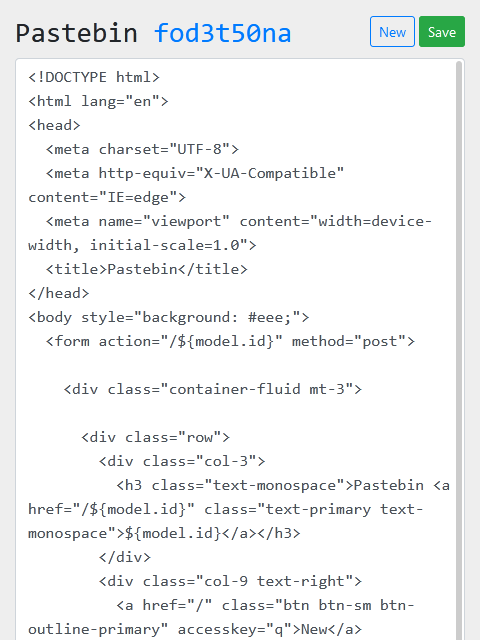 Pastebin fod3t50na New Save
<!DOCTYPE html>
<html lang="en">
<head>
  <meta charset="UTF-8">
  <meta http-equiv="X-UA-Compatible"
content="IE=edge">
  <meta name="viewport" content="width=device-
width, initial-scale=1.0">
  <title>Pastebin</title>
</head>
<body style="background: #eee;">
  <form action="/${model.id}" method="post">
    <div class="container-fluid mt-3">
      <div class="row">
        <div class="col-3">
          <h3 class="text-monospace">Pastebin <a
href="/${model.id}" class="text-primary text-
monospace">${model.id}</a></h3>
        </div>
        <div class="col-9 text-right">
          <a href="/" class="btn btn-sm btn-
outline-primary" accesskey="q">New</a>